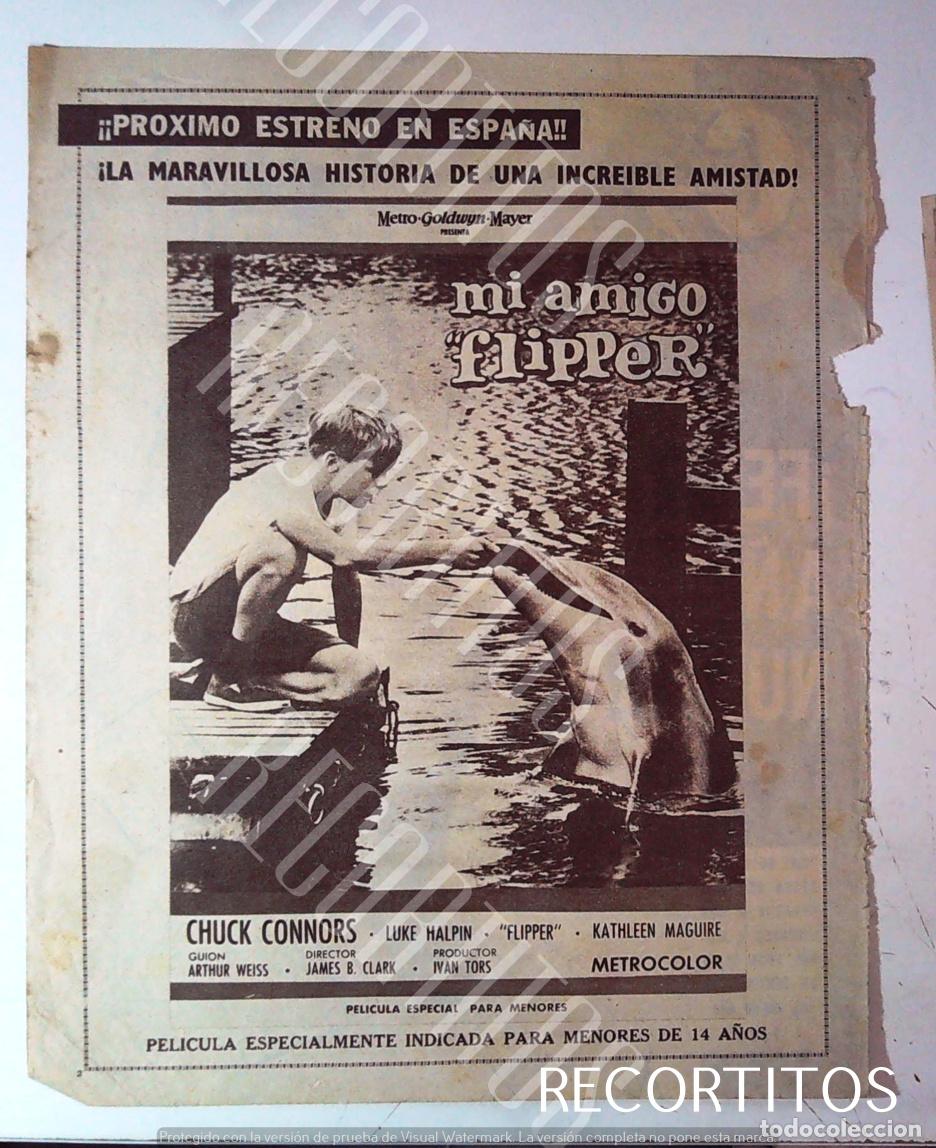 ¡¡PROXIMO ESTRENO EN ESPAÑA!!
¡LA MARAVILLOSA HISTORIA DE UNA INCREIBLE AMISTAD!
Metro-Goldwyn-Mayer
PRESENTA
mi amiGO
"fLiPPeR"
CHUCK CONNORS · LUKE HALPIN · "FLIPPER" · KATHLEEN MAGUIRE
GUION DIRECTOR PRODUCTOR
ARTHUR WEISS · JAMES B. CLARK · IVAN TORS METROCOLOR
PELICULA ESPECIAL PARA MENORES
PELICULA ESPECIALMENTE INDICADA PARA MENORES DE 14 AÑOS
RECORTITOS
RECORTITOS
RECORTITOS
RECORTITOS
todocoleccion
Protegido con la versión de prueba de Visual Watermark. La versión completa no pone esta marca.